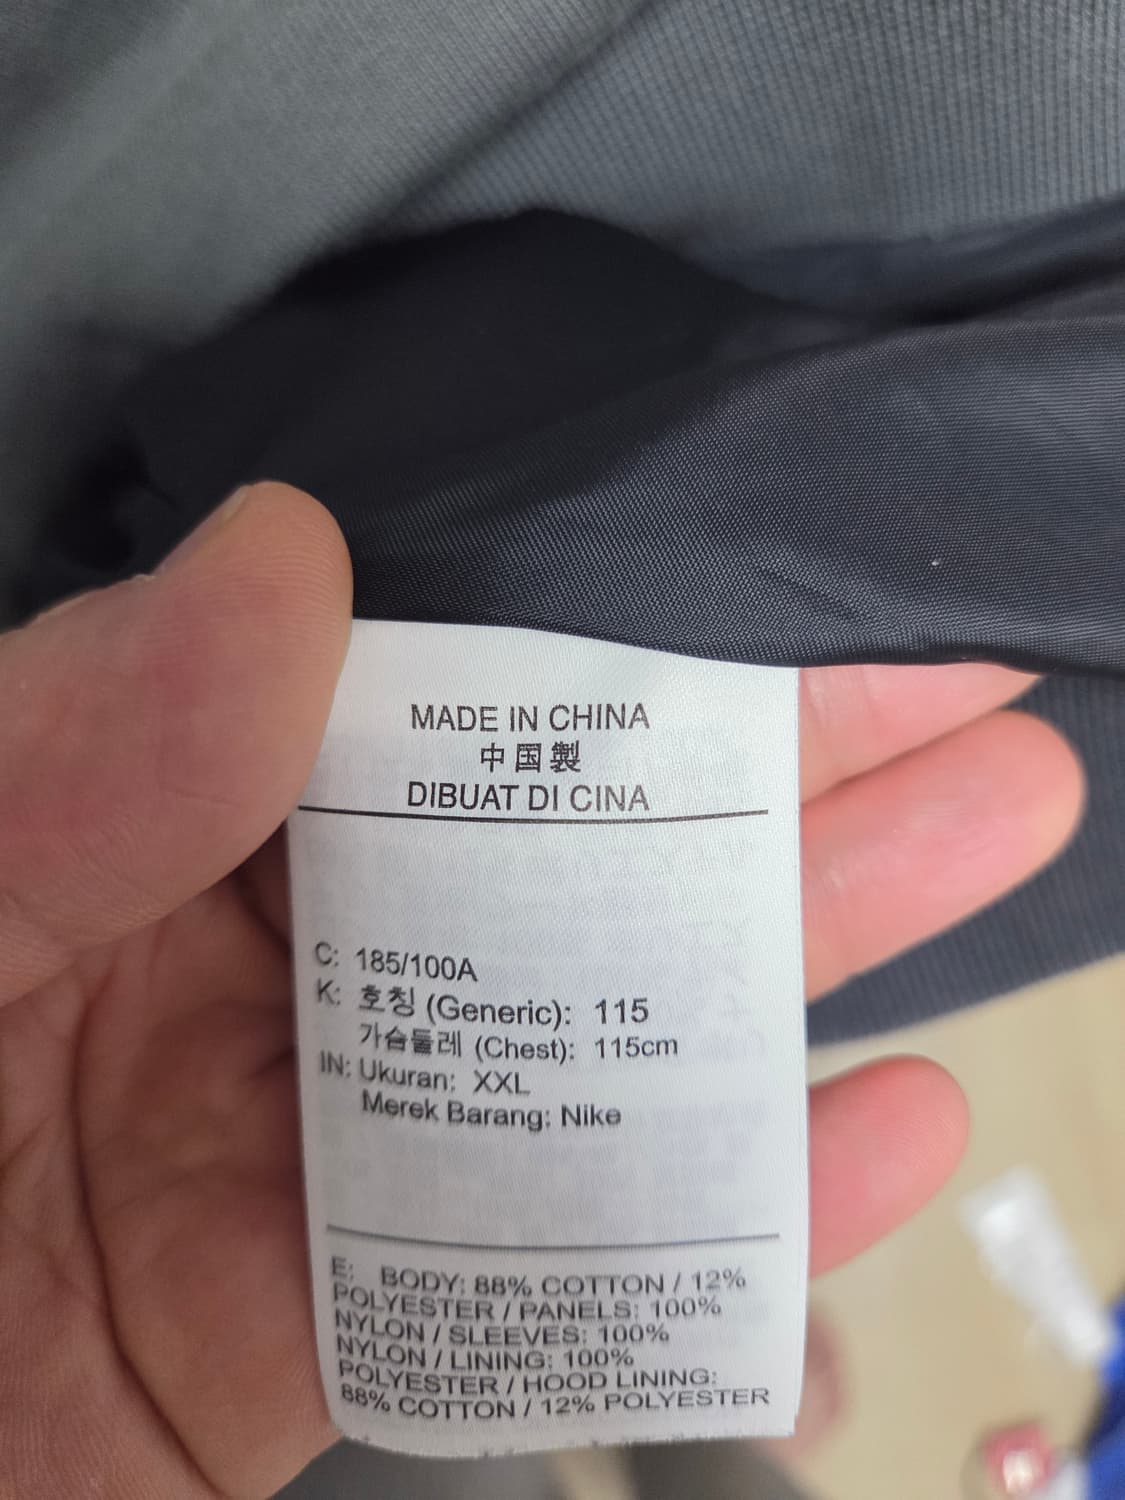 MADE IN CHINA
中国製
DIBUAT DI CINA
C: 185/100A
K: 호칭 (Generic): 115
가슴둘레 (Chest): 115cm
IN: Ukuran: XXL
Merek Barang: Nike
E: BODY: 88% COTTON / 12%
POLYESTER / PANELS: 100%
NYLON / SLEEVES: 100%
NYLON / LINING: 100%
POLYESTER / HOOD LINING:
88% COTTON / 12% POLYESTER